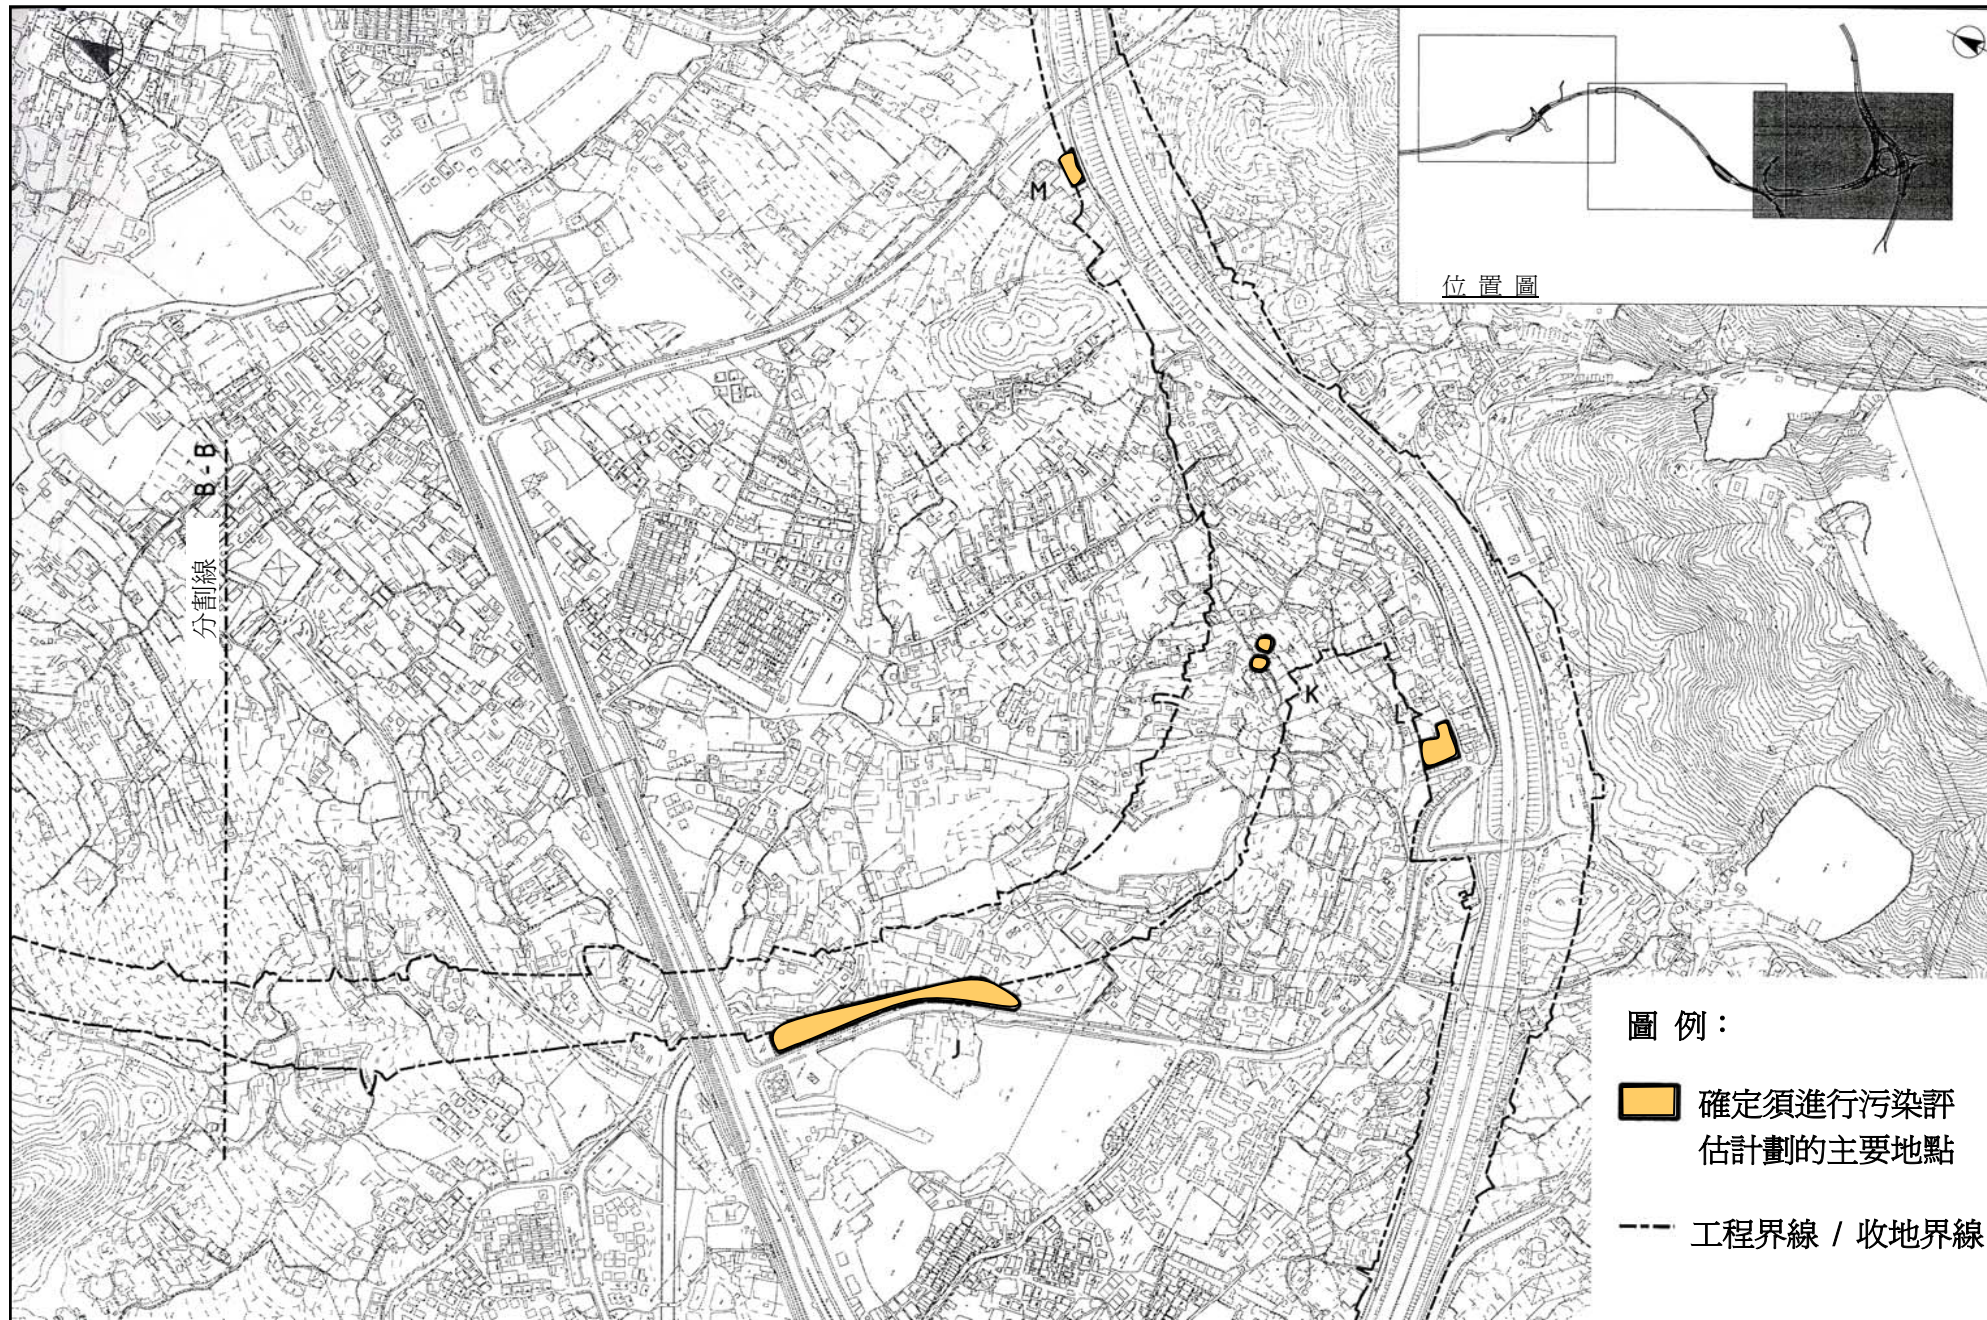 位置圖
M
B - B
分割線
K
L
J
圖 例：
確定須進行污染評
估計劃的主要地點
工程界線 / 收地界線